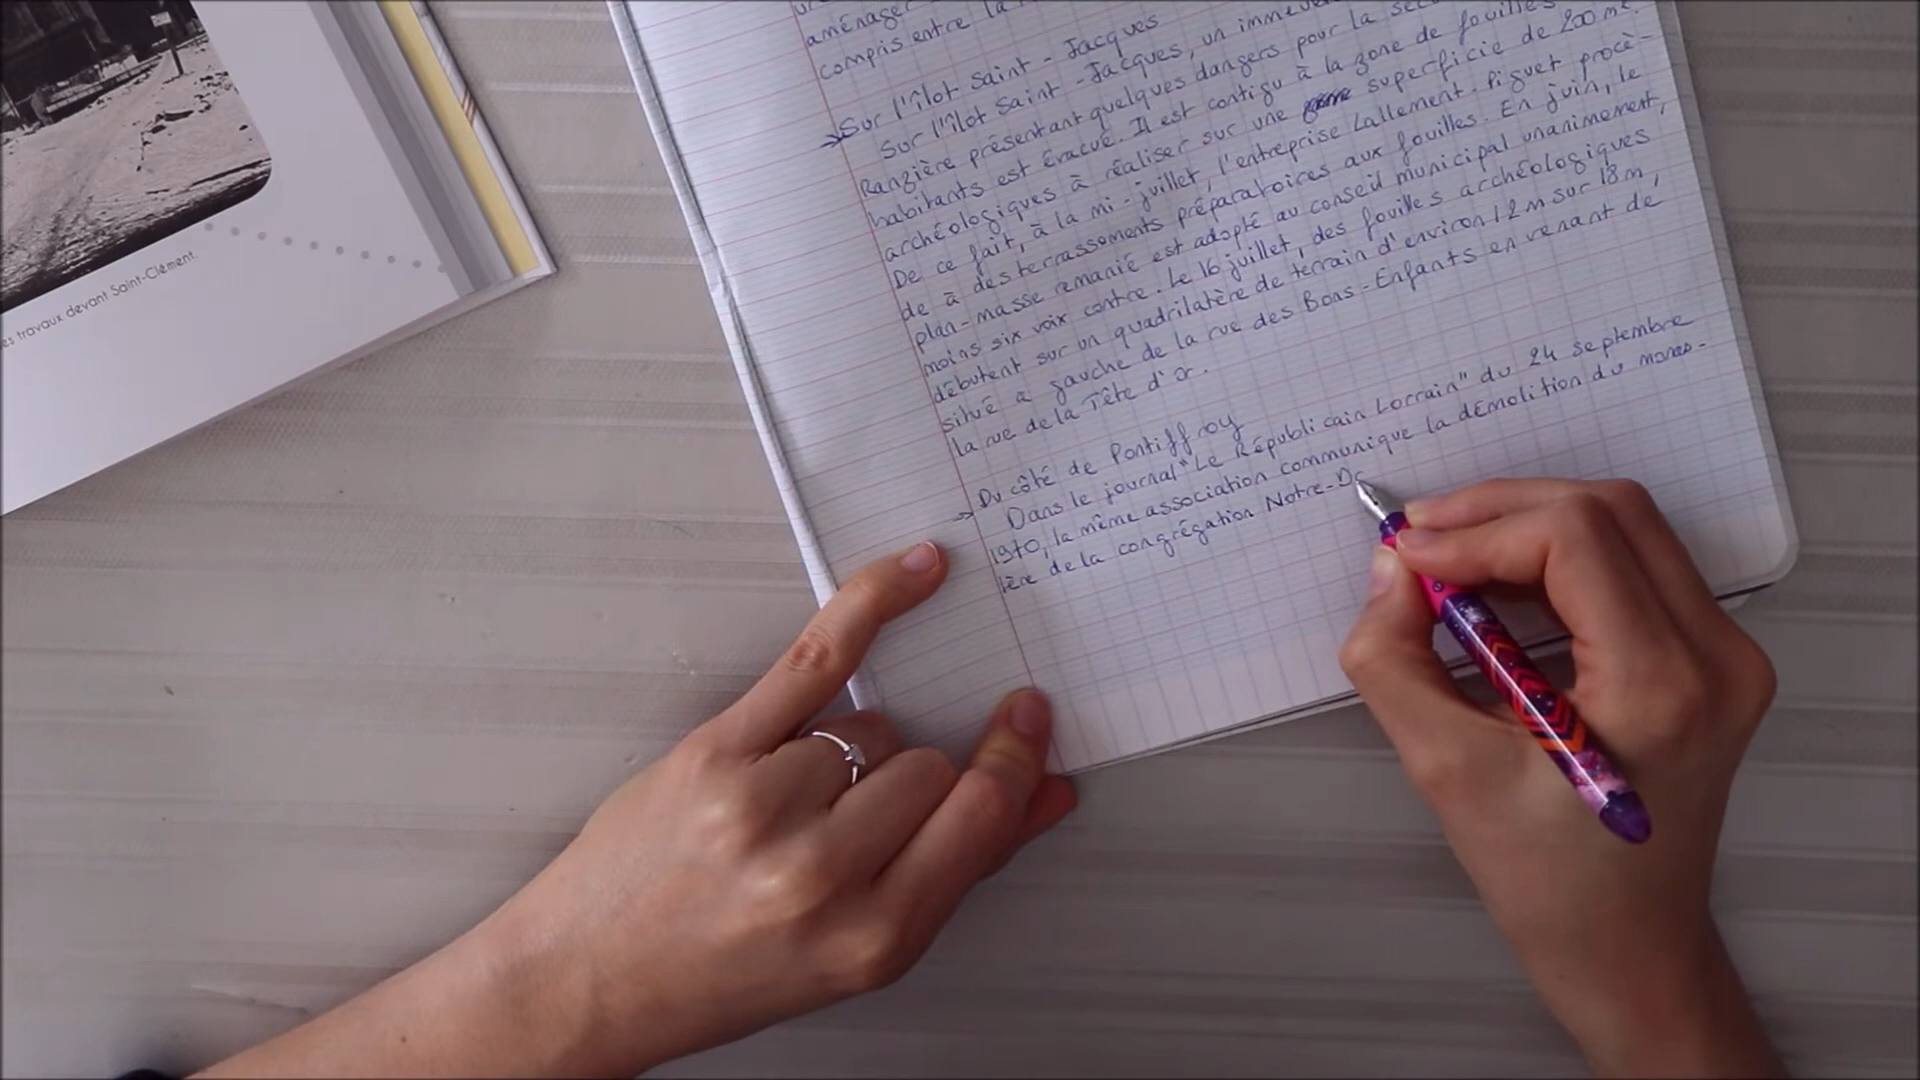 aménager
compris entre la
Sur l'îlot Saint-Jacques
Sur l'îlot Saint-Jacques, un immeuble
Ranzière présentant quelques dangers pour la
habitants est évacué. Il est contigu à la zone de fouilles
archéologiques à réaliser sur une superficie de 200 m².
De ce fait, à la mi-juillet, l'entreprise Lallement-Piguet procè-
de à des terrassements préparatoires aux fouilles. En juin, le
plan-masse remanié est adopté au conseil municipal unanimement,
moins six voix contre. Le 16 juillet, des fouilles archéologiques
débutent sur un quadrilatère de terrain d'environ 12 m sur 18 m,
situé à gauche de la rue des Bons-Enfants en venant de
la rue de la Tête d'Or.
Du côté de Pontiffroy
Dans le journal "Le Républicain Lorrain" du 24 septembre
1970, la même association communique la démolition du monas-
tère de la congrégation Notre-Da
es travaux devant Saint-Clément.